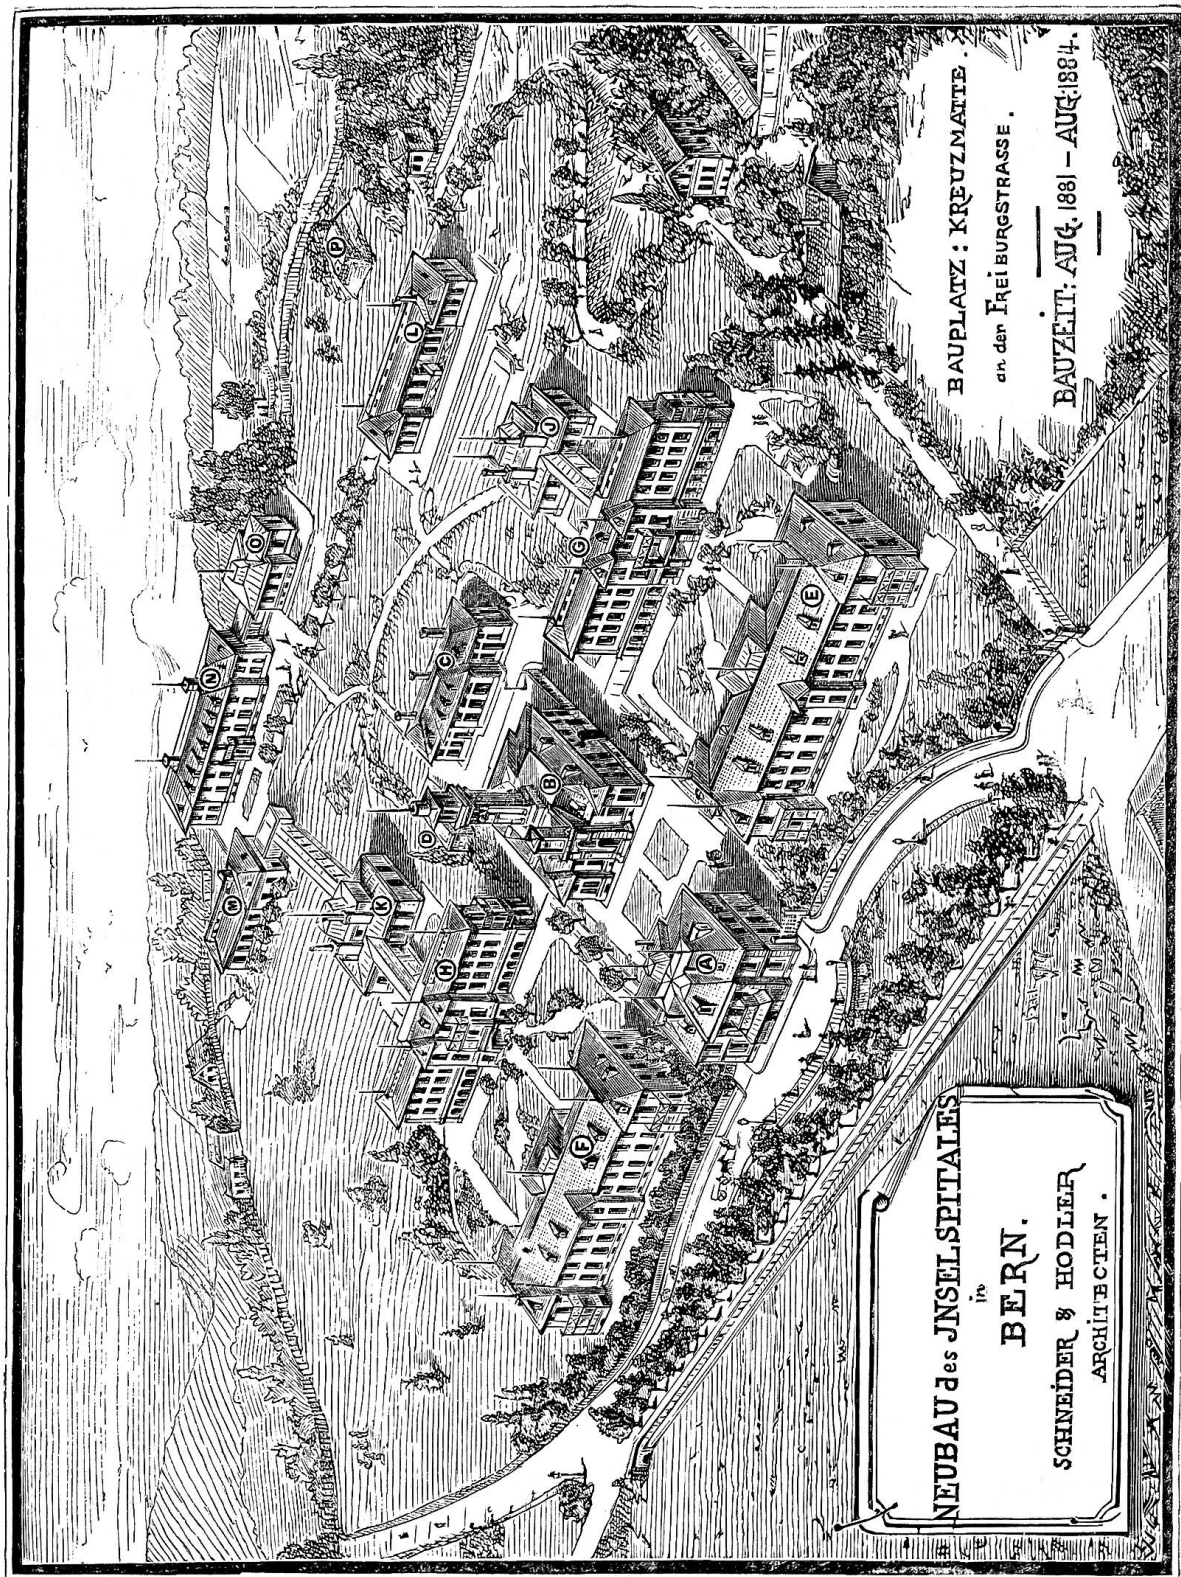 NEUBAU des JNSELSPITALES
in
BERN.
SCHNEIDER & HODLER
ARCHITECTEN.
BAUPLATZ: KREUZMATTE.
an der FREIBURGSTRASSE.
BAUZEIT: AUG. 1881 – AUG: 1884.
N
O
M
P
L
K
D
C
J
H
B
G
F
A
E